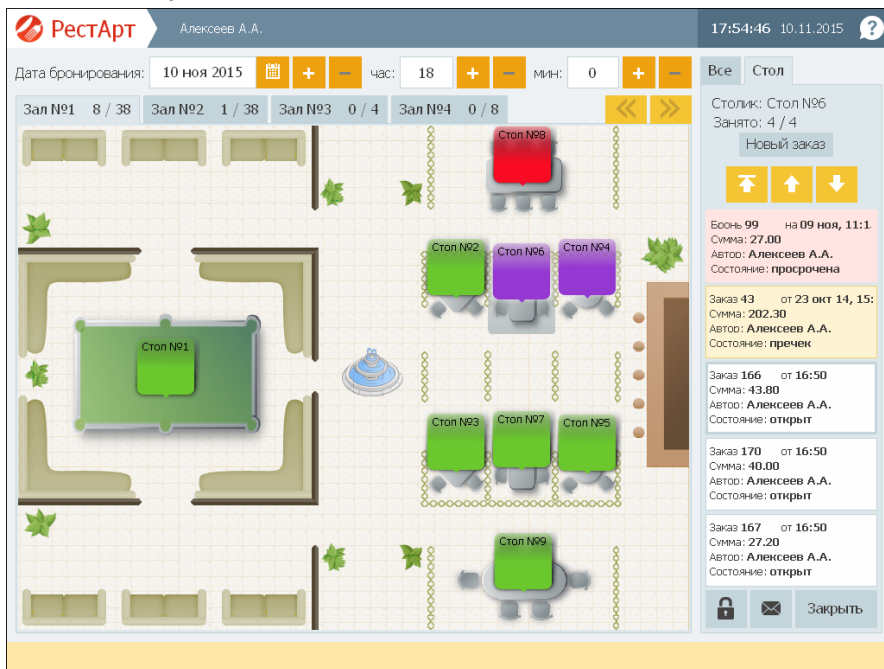 РестАрт
Алексеев А.А.
17:54:46 10.11.2015
?
Дата бронирования: 10 ноя 2015 + − час: 18 + − мин: 0 + −
Все Стол
Зал №1 8 / 38 Зал №2 1 / 38 Зал №3 0 / 4 Зал №4 0 / 8
Столик: Стол №6
Занято: 4 / 4
Новый заказ
Стол №8
Стол №2
Стол №6
Стол №4
Стол №1
Стол №3
Стол №7
Стол №5
Стол №9
Бронь 99 на 09 ноя, 11:1
Сумма: 27.00
Автор: Алексеев А.А.
Состояние: просрочена
Заказ 43 от 23 окт 14, 15:
Сумма: 202.30
Автор: Алексеев А.А.
Состояние: пречек
Заказ 166 от 16:50
Сумма: 43.80
Автор: Алексеев А.А.
Состояние: открыт
Заказ 170 от 16:50
Сумма: 40.00
Автор: Алексеев А.А.
Состояние: открыт
Заказ 167 от 16:50
Сумма: 27.20
Автор: Алексеев А.А.
Состояние: открыт
Закрыть